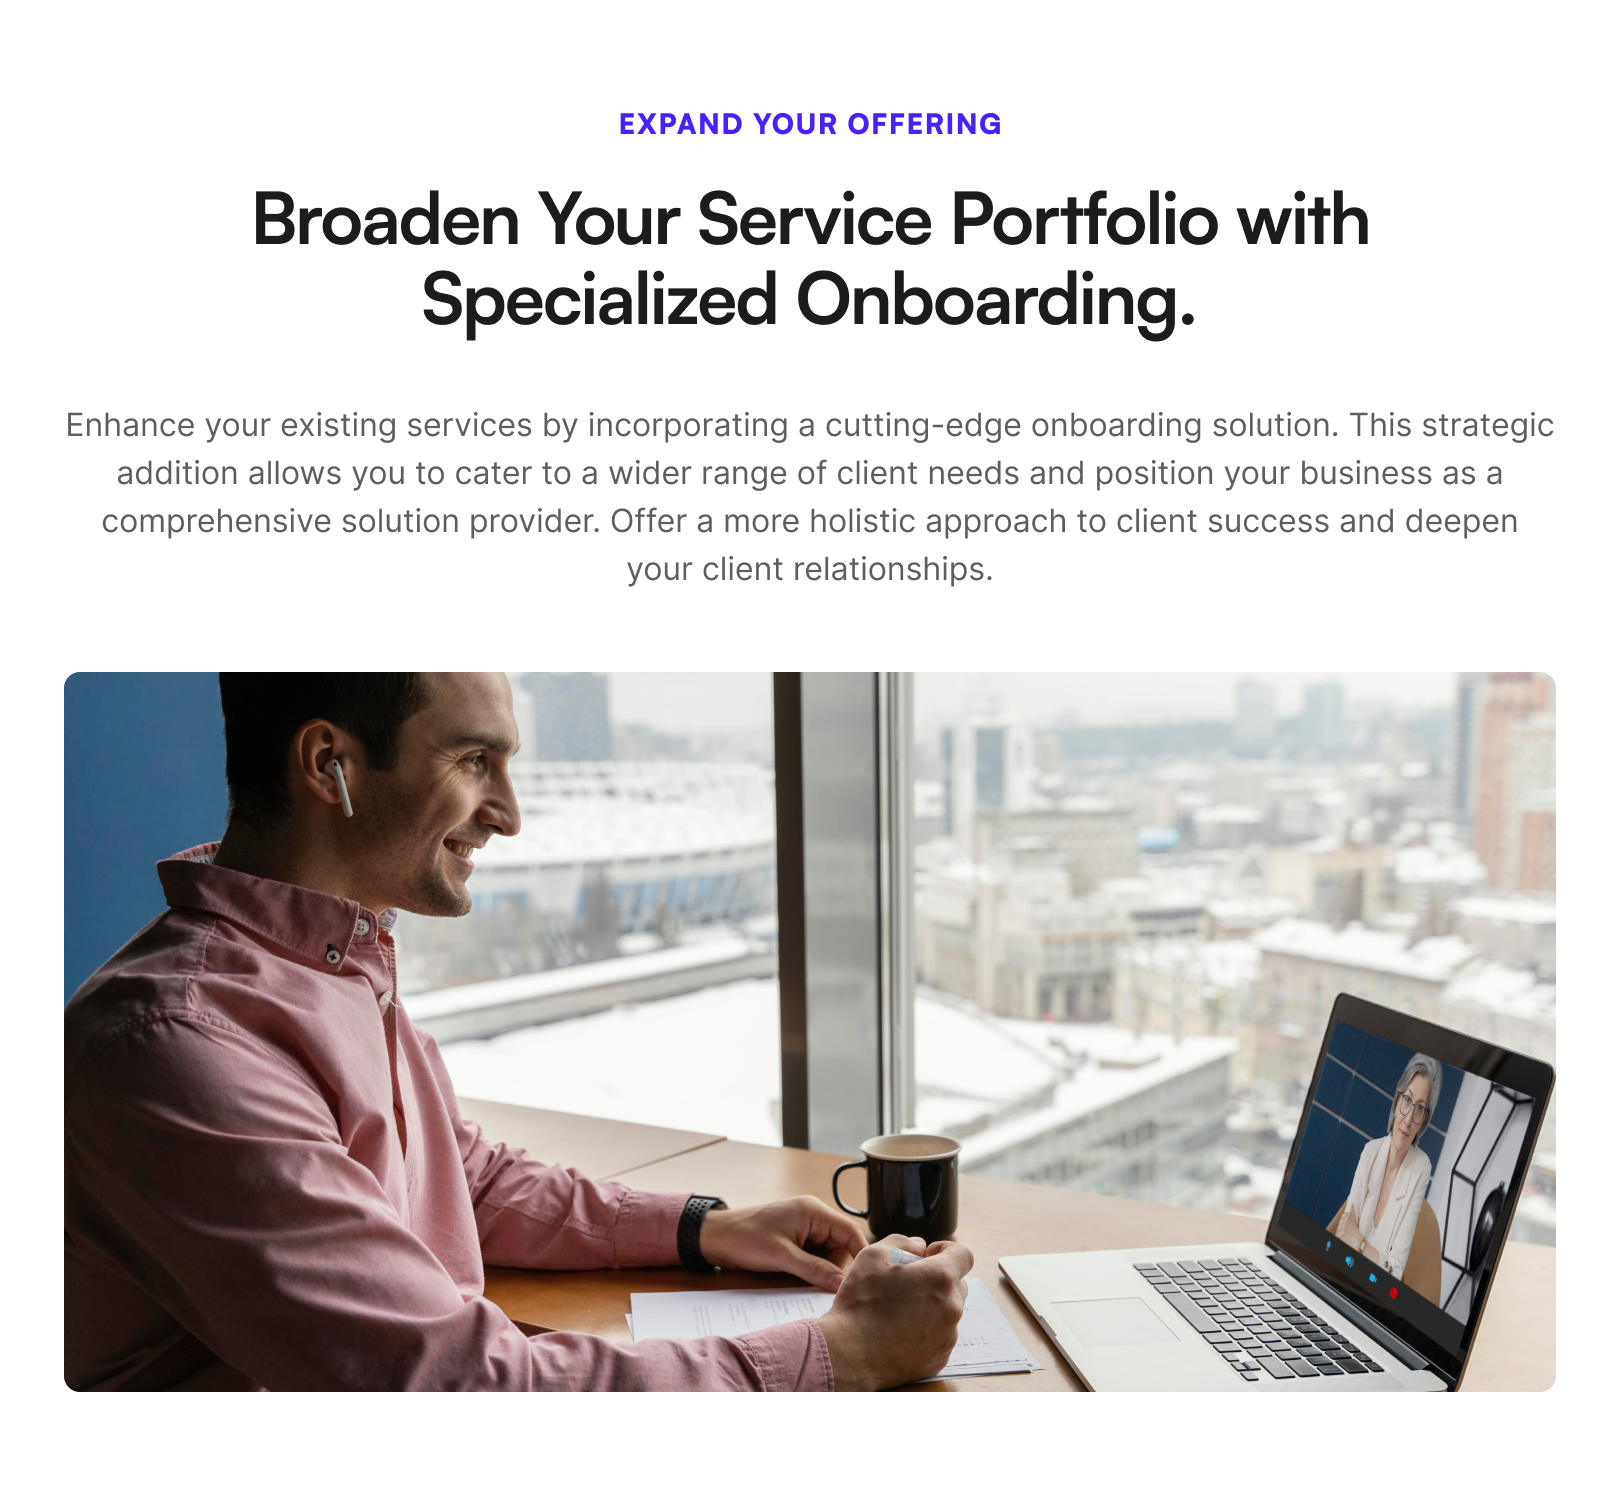 EXPAND YOUR OFFERING
Broaden Your Service Portfolio with
Specialized Onboarding.
Enhance your existing services by incorporating a cutting-edge onboarding solution. This strategic
addition allows you to cater to a wider range of client needs and position your business as a
comprehensive solution provider. Offer a more holistic approach to client success and deepen
your client relationships.